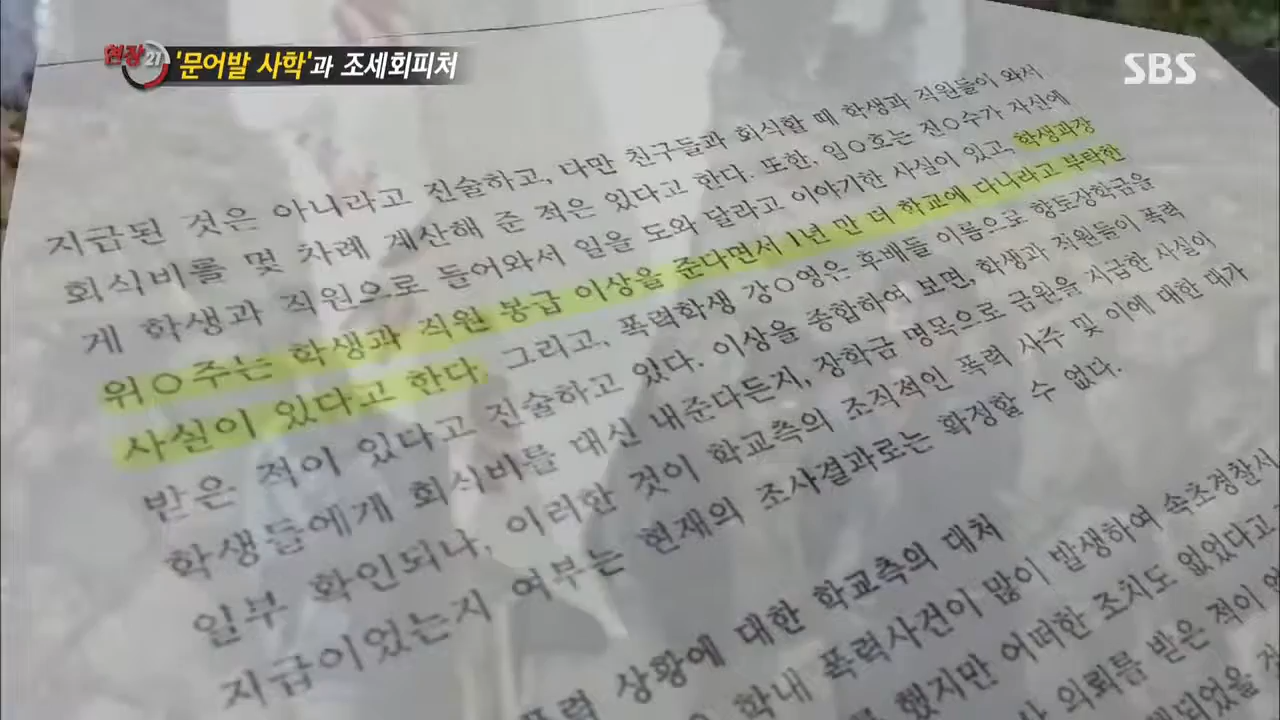 현장21 '문어발 사학'과 조세회피처
SBS
지급된 것은 아니라고 진술하고, 다만 친구들과 회식할 때 학생과 직원들이 와서
회식비를 몇 차례 계산해 준 적은 있다고 한다. 또한, 임○호는 진○수가 자신에
게 학생과 직원으로 들어와서 일을 도와 달라고 이야기한 사실이 있고, 학생과장
위○주는 학생과 직원 봉급 이상을 준다면서 1년 만 더 학교에 다니라고 부탁한
사실이 있다고 한다. 그리고, 폭력학생 강○영은 후배들 이름으로 향토장학금을
받은 적이 있다고 진술하고 있다. 이상을 종합하여 보면, 학생과 직원들이 폭력
학생들에게 회식비를 대신 내준다든지, 장학금 명목으로 금원을 지급한 사실이
일부 확인되나, 이러한 것이 학교측의 조직적인 폭력 사주 및 이에 대한 대가
지급이었는지 여부는 현재의 조사결과로는 확정할 수 없다.
폭력 상황에 대한 학교측의 대처
학내 폭력사건이 많이 발생하여 속초경찰서
했지만 어떠한 조치도 없었다고
의뢰를 받은 적이